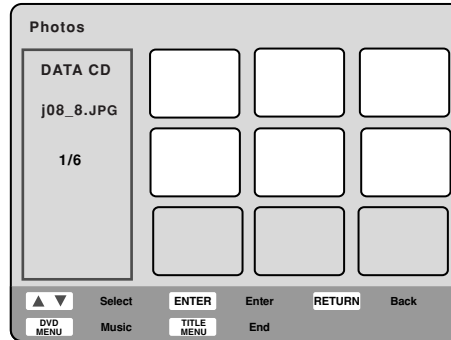 Photos
DATA CD
j08_8.JPG
1/6
▲ ▼ Select ENTER Enter RETURN Back
DVD MENU Music TITLE MENU End